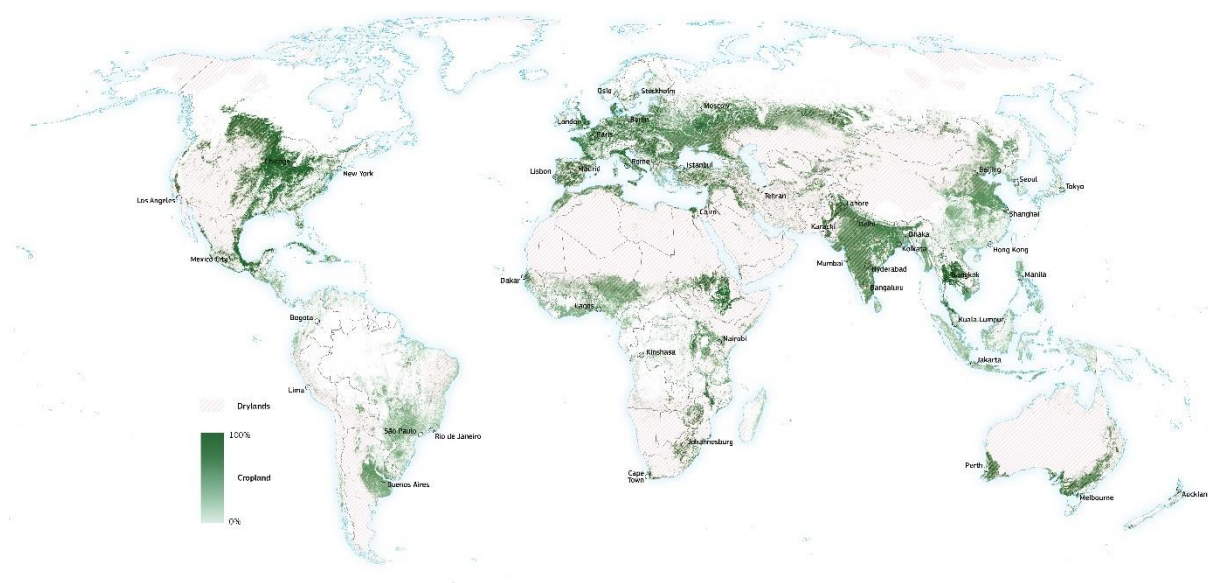 Oslo
Stockholm
Moscow
London
Berlin
Paris
Chicago
New York
Lisbon
Madrid
Rome
Istanbul
Beijing
Seoul
Tokyo
Los Angeles
Tehran
Lahore
Shanghai
Cairo
Karachi
Delhi
Dhaka
Kolkata
Hong Kong
Mexico City
Mumbai
Hyderabad
Dakar
Bangkok
Manila
Bangaluru
Lagos
Bogota
Kuala Lumpur
Nairobi
Kinshasa
Jakarta
Lima
Drylands
São Paulo
Rio de Janeiro
100%
Johannesburg
Perth
Cropland
Cape
Town
Buenos Aires
Melbourne
Aucklan
0%